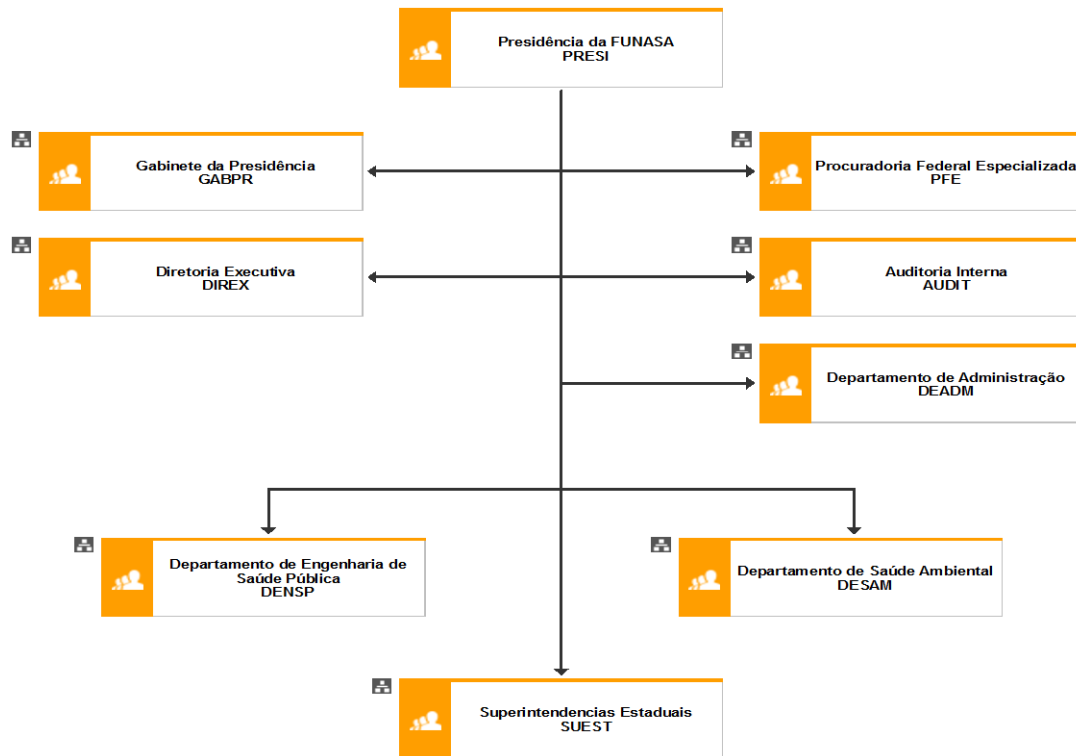 Presidência da FUNASA
PRESI
Gabinete da Presidência
GABPR
Procuradoria Federal Especializada
PFE
Diretoria Executiva
DIREX
Auditoria Interna
AUDIT
Departamento de Administração
DEADM
Departamento de Engenharia de
Saúde Pública
DENSP
Departamento de Saúde Ambiental
DESAM
Superintendencias Estaduais
SUEST